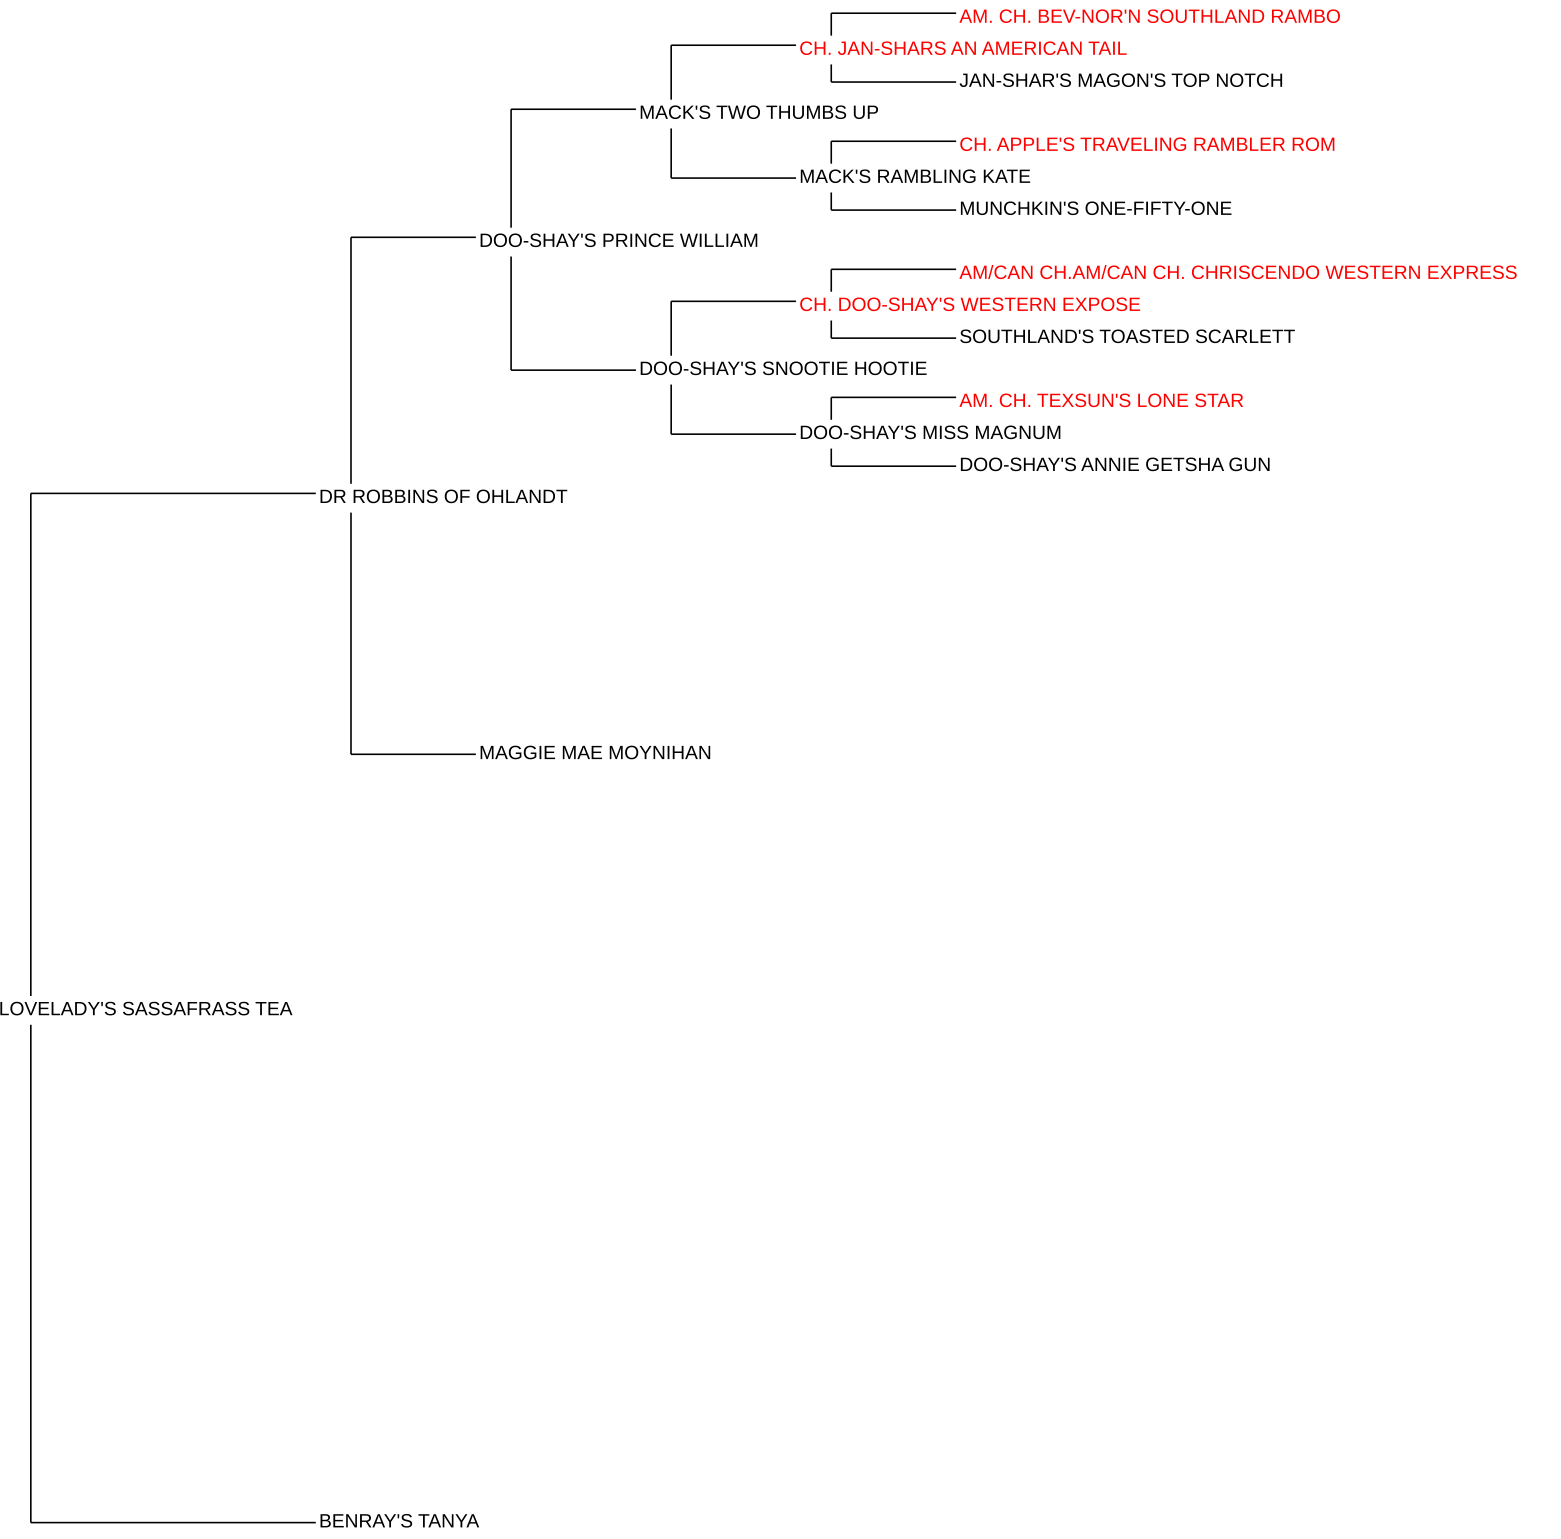 AM. CH. BEV-NOR'N SOUTHLAND RAMBO
CH. JAN-SHARS AN AMERICAN TAIL
JAN-SHAR'S MAGON'S TOP NOTCH
MACK'S TWO THUMBS UP
CH. APPLE'S TRAVELING RAMBLER ROM
MACK'S RAMBLING KATE
MUNCHKIN'S ONE-FIFTY-ONE
DOO-SHAY'S PRINCE WILLIAM
AM/CAN CH.AM/CAN CH. CHRISCENDO WESTERN EXPRESS
CH. DOO-SHAY'S WESTERN EXPOSE
SOUTHLAND'S TOASTED SCARLETT
DOO-SHAY'S SNOOTIE HOOTIE
AM. CH. TEXSUN'S LONE STAR
DOO-SHAY'S MISS MAGNUM
DOO-SHAY'S ANNIE GETSHA GUN
DR ROBBINS OF OHLANDT
MAGGIE MAE MOYNIHAN
LOVELADY'S SASSAFRASS TEA
BENRAY'S TANYA